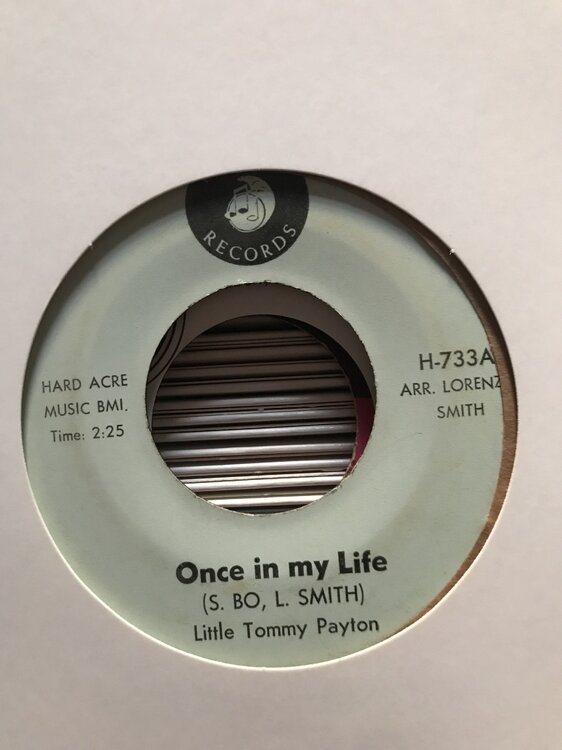 RECORDS
HARD ACRE
MUSIC BMI.
Time: 2:25
H-733A
ARR. LORENZ
SMITH
Once in my Life
(S. BO, L. SMITH)
Little Tommy Payton